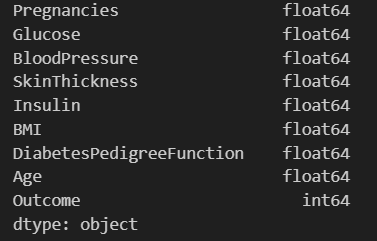 Pregnancies float64
Glucose float64
BloodPressure float64
SkinThickness float64
Insulin float64
BMI float64
DiabetesPedigreeFunction float64
Age float64
Outcome int64
dtype: object